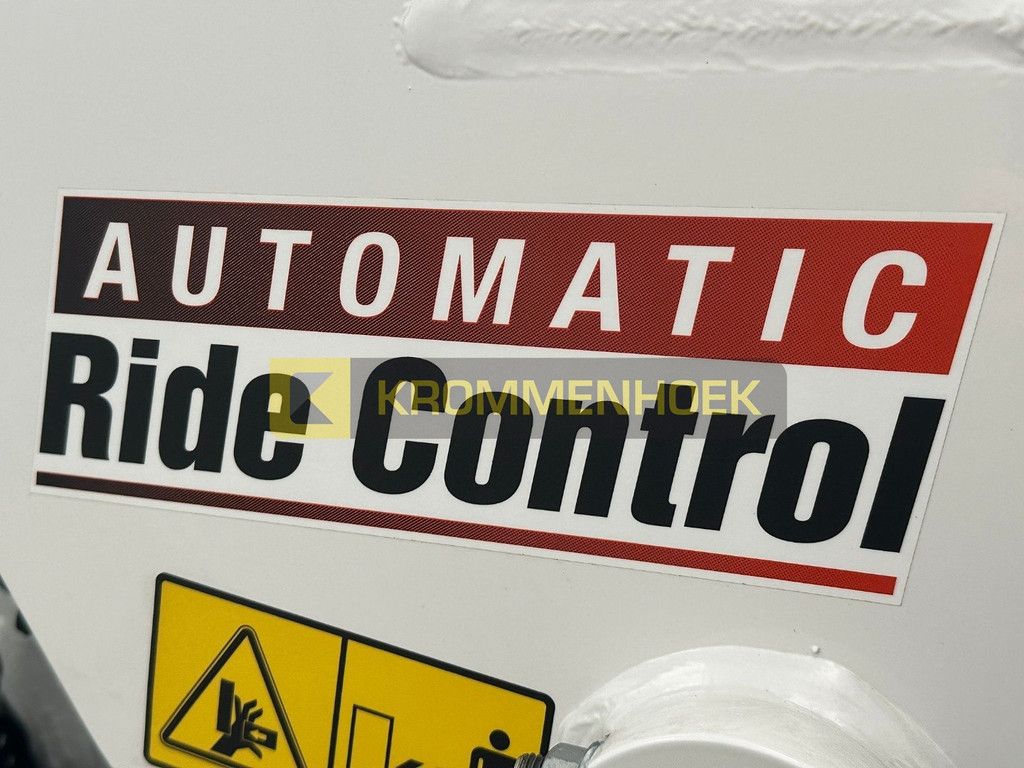 AUTOMATIC
Ride Control
KROMMENHOEK